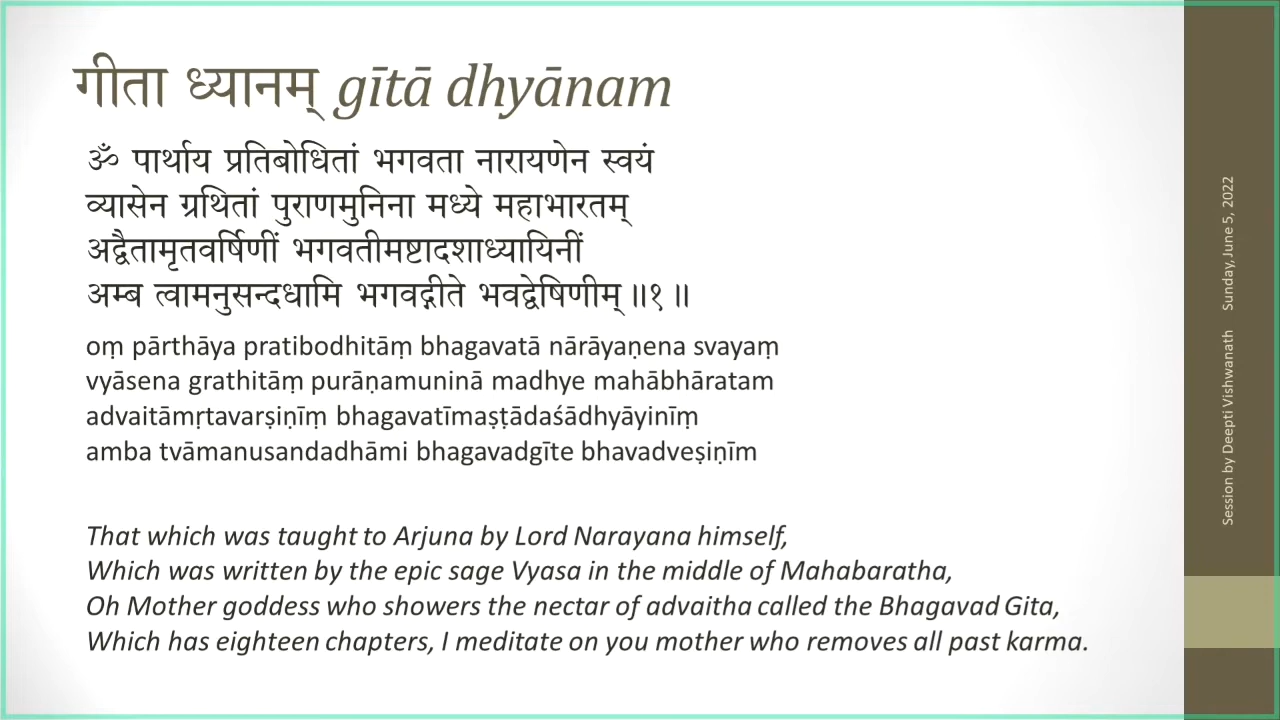 गीता ध्यानम् gītā dhyānam
ॐ पार्थाय प्रतिबोधितां भगवता नारायणेन स्वयं
व्यासेन ग्रथितां पुराणमुनिना मध्ये महाभारतम्
अद्वैतामृतवर्षिणीं भगवतीमष्टादशाध्यायिनीं
अम्ब त्वामनुसन्दधामि भगवद्गीते भवद्वेषिणीम् ॥१॥
oṃ pārthāya pratibodhitāṃ bhagavatā nārāyaṇena svayaṃ
vyāsena grathitāṃ purāṇamuninā madhye mahābhāratam
advaitāmṛtavarṣiṇīṃ bhagavatīmaṣṭādaśādhyāyinīṃ
amba tvāmanusandadhāmi bhagavadgīte bhavadveṣiṇīm
That which was taught to Arjuna by Lord Narayana himself,
Which was written by the epic sage Vyasa in the middle of Mahabaratha,
Oh Mother goddess who showers the nectar of advaitha called the Bhagavad Gita,
Which has eighteen chapters, I meditate on you mother who removes all past karma.
Session by Deepti Vishwanath Sunday, June 5, 2022